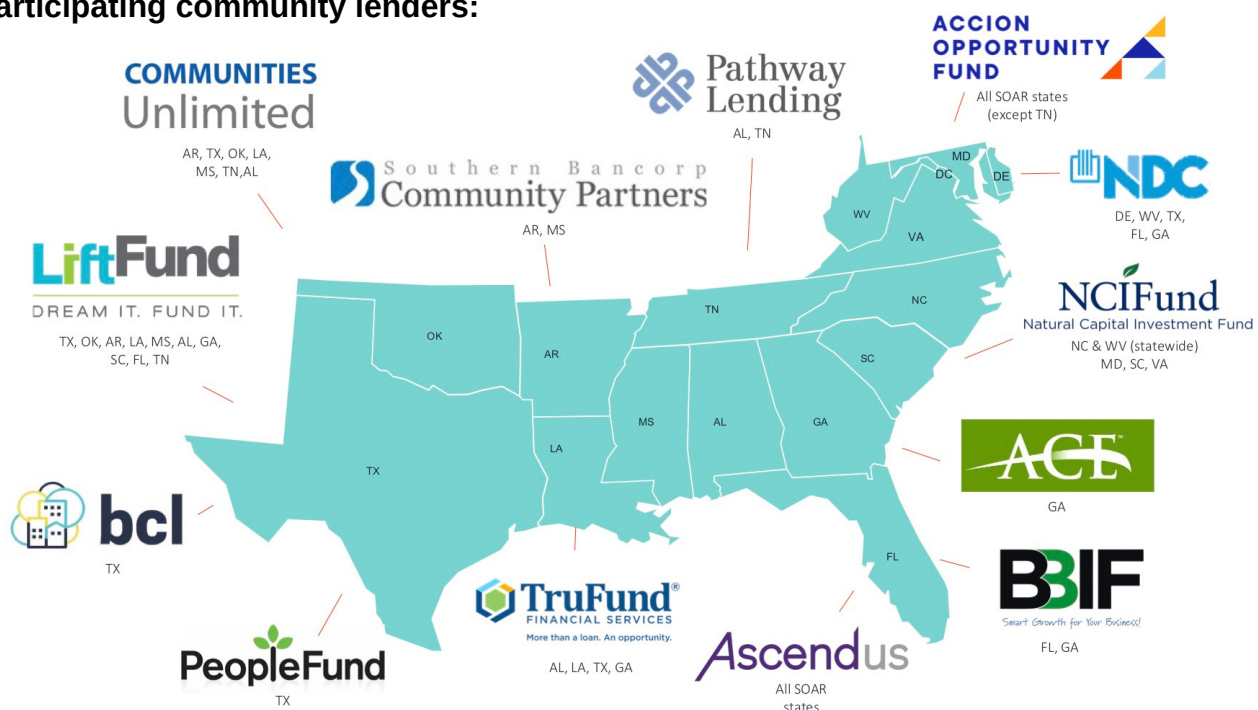 articipating community lenders:
COMMUNITIES
Unlimited
AR, TX, OK, LA,
MS, TN,AL
Southern Bancorp
Community Partners
AR, MS
Pathway
Lending
AL, TN
ACCION
OPPORTUNITY
FUND
All SOAR states
(except TN)
NDC
DE, WV, TX,
FL, GA
LiftFund
DREAM IT. FUND IT.
TX, OK, AR, LA, MS, AL, GA,
SC, FL, TN
NCIFund
Natural Capital Investment Fund
NC & WV (statewide)
MD, SC, VA
MD
DC
DE
WV
VA
NC
TN
OK
AR
SC
MS
AL
GA
LA
TX
FL
ACE™
GA
bcl
TX
BBIF
Smart Growth for Your Business!
FL, GA
TruFund®
FINANCIAL SERVICES
More than a loan. An opportunity.
AL, LA, TX, GA
PeopleFund
TX
Ascendus
All SOAR
states